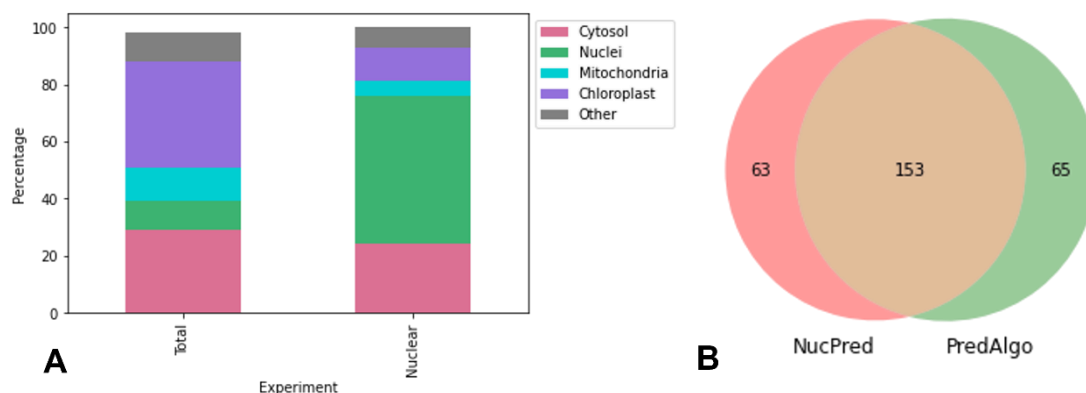 100
80
60
40
20
0
Percentage
Total
Nuclear
Experiment
Cytosol
Nuclei
Mitochondria
Chloroplast
Other
A
63
153
65
NucPred
PredAlgo
B